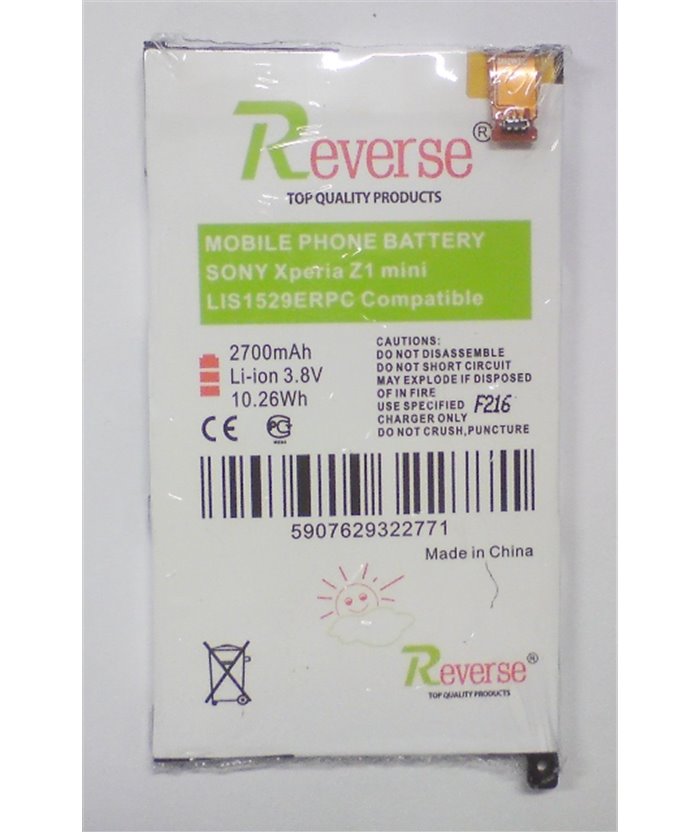 Reverse®
TOP QUALITY PRODUCTS
MOBILE PHONE BATTERY
SONY Xperia Z1 mini
LIS1529ERPC Compatible
2700mAh
Li-ion 3.8V
10.26Wh
CE
CAUTIONS:
DO NOT DISASSEMBLE
DO NOT SHORT CIRCUIT
MAY EXPLODE IF DISPOSED
OF IN FIRE
USE SPECIFIED F216
CHARGER ONLY
DO NOT CRUSH,PUNCTURE
5907629322771
Made in China
Reverse®
TOP QUALITY PRODUCTS